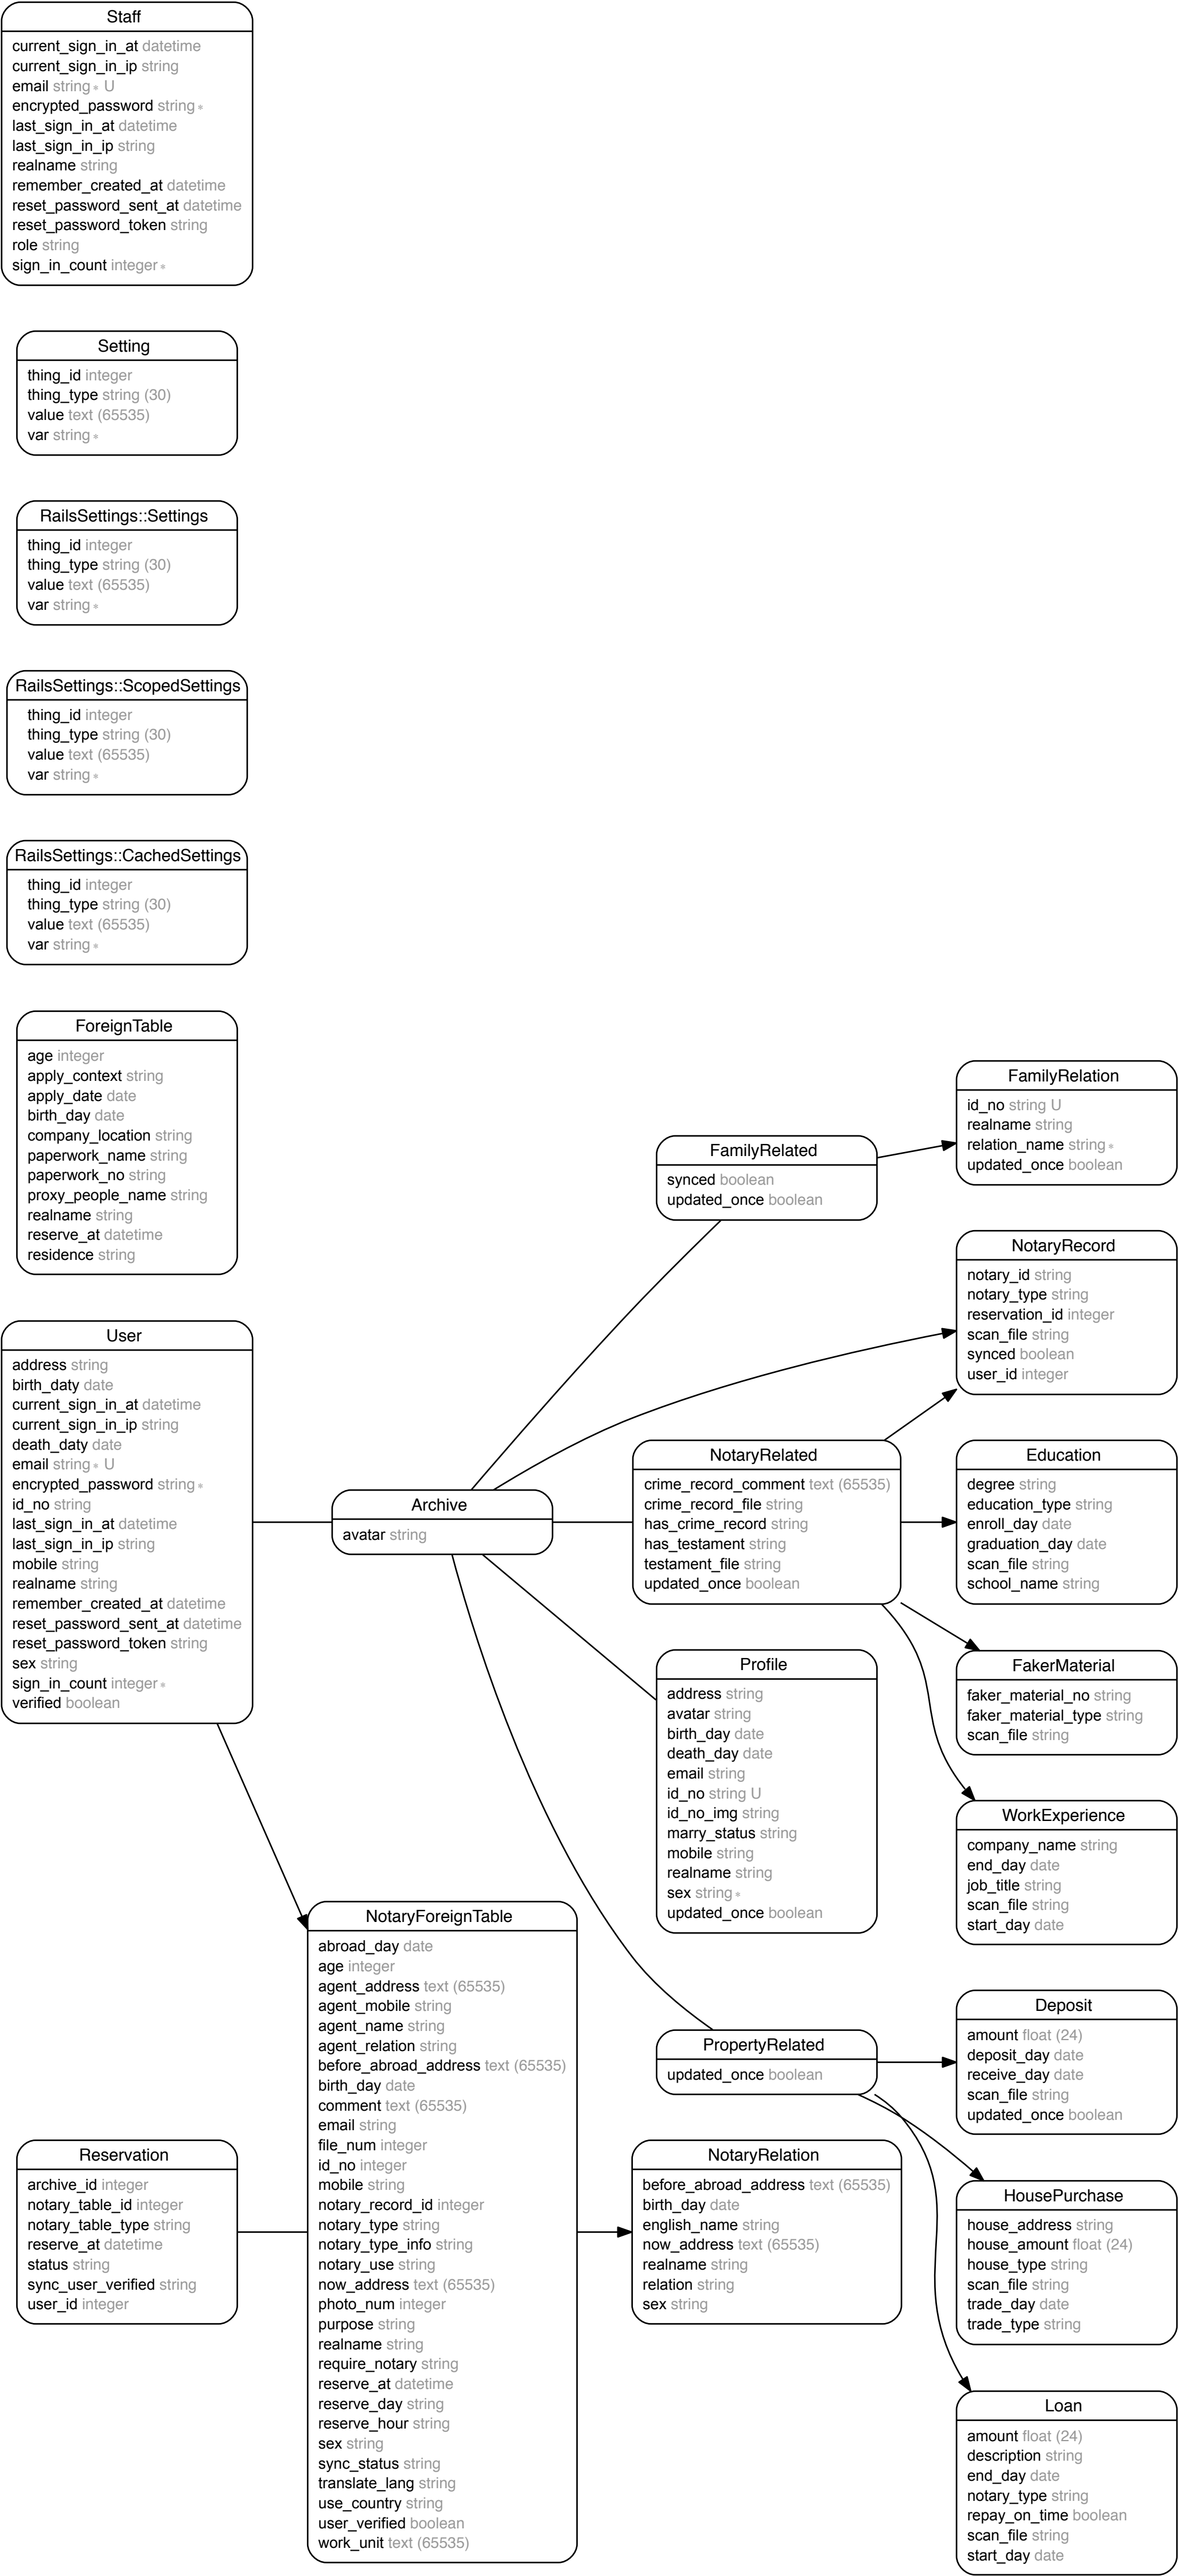 Staff
current_sign_in_at datetime
current_sign_in_ip string
email string∗ U
encrypted_password string∗
last_sign_in_at datetime
last_sign_in_ip string
realname string
remember_created_at datetime
reset_password_sent_at datetime
reset_password_token string
role string
sign_in_count integer∗
Setting
thing_id integer
thing_type string (30)
value text (65535)
var string∗
RailsSettings::Settings
thing_id integer
thing_type string (30)
value text (65535)
var string∗
RailsSettings::ScopedSettings
thing_id integer
thing_type string (30)
value text (65535)
var string∗
RailsSettings::CachedSettings
thing_id integer
thing_type string (30)
value text (65535)
var string∗
ForeignTable
age integer
apply_context string
apply_date date
birth_day date
company_location string
paperwork_name string
paperwork_no string
proxy_people_name string
realname string
reserve_at datetime
residence string
User
address string
birth_daty date
current_sign_in_at datetime
current_sign_in_ip string
death_daty date
email string∗ U
encrypted_password string∗
id_no string
last_sign_in_at datetime
last_sign_in_ip string
mobile string
realname string
remember_created_at datetime
reset_password_sent_at datetime
reset_password_token string
sex string
sign_in_count integer∗
verified boolean
Reservation
archive_id integer
notary_table_id integer
notary_table_type string
reserve_at datetime
status string
sync_user_verified string
user_id integer
Archive
avatar string
NotaryForeignTable
abroad_day date
age integer
agent_address text (65535)
agent_mobile string
agent_name string
agent_relation string
before_abroad_address text (65535)
birth_day date
comment text (65535)
email string
file_num integer
id_no integer
mobile string
notary_record_id integer
notary_type string
notary_type_info string
notary_use string
now_address text (65535)
photo_num integer
purpose string
realname string
require_notary string
reserve_at datetime
reserve_day string
reserve_hour string
sex string
sync_status string
translate_lang string
use_country string
user_verified boolean
work_unit text (65535)
FamilyRelated
synced boolean
updated_once boolean
NotaryRelated
crime_record_comment text (65535)
crime_record_file string
has_crime_record string
has_testament string
testament_file string
updated_once boolean
Profile
address string
avatar string
birth_day date
death_day date
email string
id_no string U
id_no_img string
marry_status string
mobile string
realname string
sex string∗
updated_once boolean
PropertyRelated
updated_once boolean
NotaryRelation
before_abroad_address text (65535)
birth_day date
english_name string
now_address text (65535)
realname string
relation string
sex string
FamilyRelation
id_no string U
realname string
relation_name string∗
updated_once boolean
NotaryRecord
notary_id string
notary_type string
reservation_id integer
scan_file string
synced boolean
user_id integer
Education
degree string
education_type string
enroll_day date
graduation_day date
scan_file string
school_name string
FakerMaterial
faker_material_no string
faker_material_type string
scan_file string
WorkExperience
company_name string
end_day date
job_title string
scan_file string
start_day date
Deposit
amount float (24)
deposit_day date
receive_day date
scan_file string
updated_once boolean
HousePurchase
house_address string
house_amount float (24)
house_type string
scan_file string
trade_day date
trade_type string
Loan
amount float (24)
description string
end_day date
notary_type string
repay_on_time boolean
scan_file string
start_day date